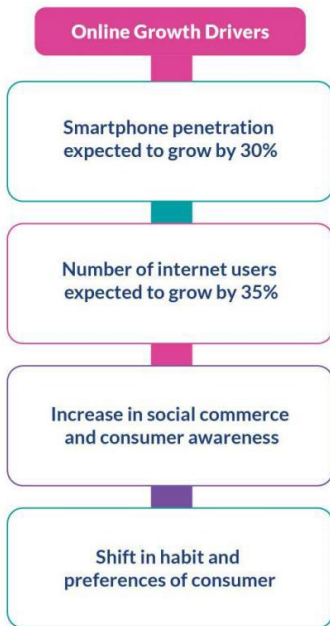 Online Growth Drivers
Smartphone penetration
expected to grow by 30%
Number of internet users
expected to grow by 35%
Increase in social commerce
and consumer awareness
Shift in habit and
preferences of consumer